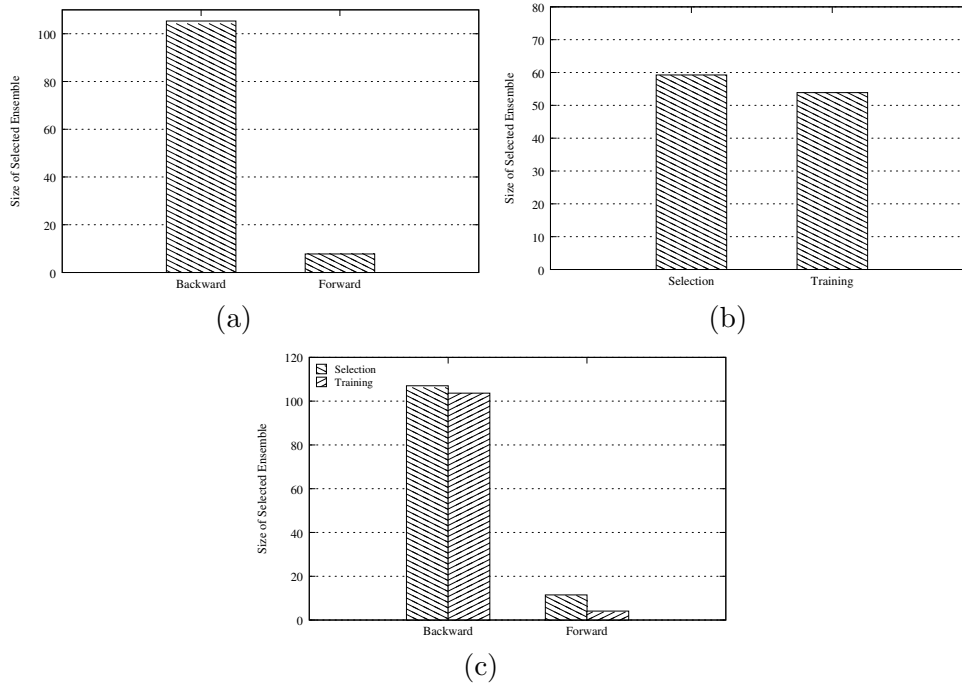 Size of Selected Ensemble
100
80
60
40
20
0
Backward
Forward
(a)
Size of Selected Ensemble
80
70
60
50
40
30
20
10
0
Selection
Training
(b)
Size of Selected Ensemble
120
100
80
60
40
20
0
Selection
Training
Backward
Forward
(c)